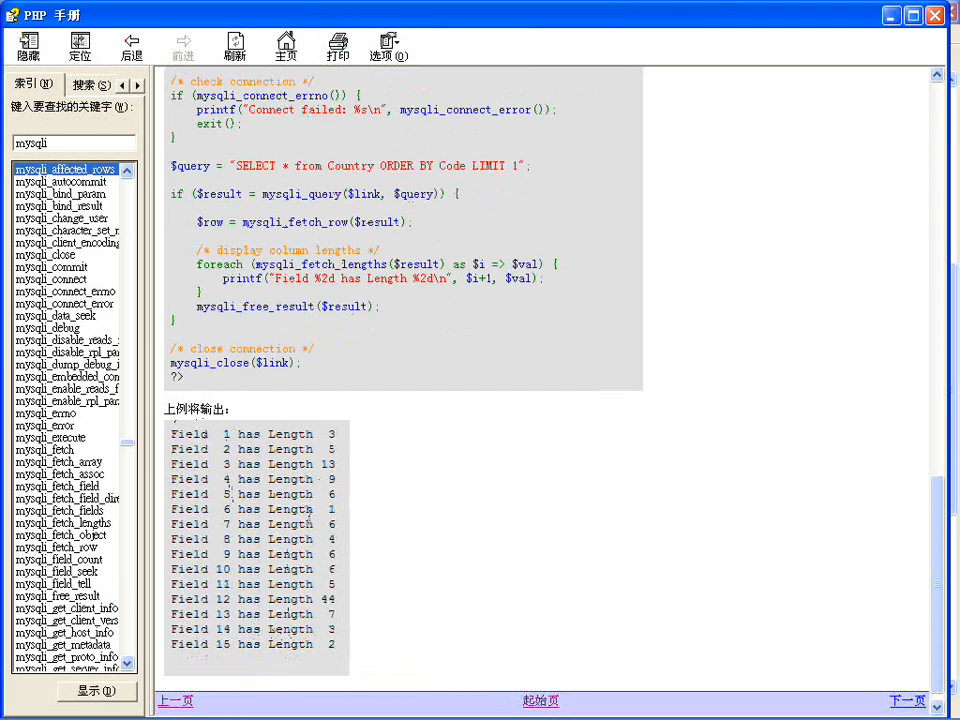 PHP 手册
隐藏 定位 后退 前进 刷新 主页 打印 选项(O)
索引(N) 搜索(S)
键入要查找的关键字(W):
mysqli
mysqli_affected_rows
mysqli_autocommit
mysqli_bind_param
mysqli_bind_result
mysqli_change_user
mysqli_character_set_n
mysqli_client_encoding
mysqli_close
mysqli_commit
mysqli_connect
mysqli_connect_errno
mysqli_connect_error
mysqli_data_seek
mysqli_debug
mysqli_disable_reads_
mysqli_disable_rpl_pa
mysqli_dump_debug_i
mysqli_embedded_con
mysqli_enable_reads_f
mysqli_enable_rpl_par
mysqli_errno
mysqli_error
mysqli_execute
mysqli_fetch
mysqli_fetch_array
mysqli_fetch_assoc
mysqli_fetch_field
mysqli_fetch_field_dire
mysqli_fetch_fields
mysqli_fetch_lengths
mysqli_fetch_object
mysqli_fetch_row
mysqli_field_count
mysqli_field_seek
mysqli_field_tell
mysqli_free_result
mysqli_get_client_info
mysqli_get_client_vers
mysqli_get_host_info
mysqli_get_metadata
mysqli_get_proto_info
mysqli_get_server_inf
显示(D)
/* check connection */
if (mysqli_connect_errno()) {
printf("Connect failed: %s\n", mysqli_connect_error());
exit();
}
$query = "SELECT * from Country ORDER BY Code LIMIT 1";
if ($result = mysqli_query($link, $query)) {
$row = mysqli_fetch_row($result);
/* display column lengths */
foreach (mysqli_fetch_lengths($result) as $i => $val) {
printf("Field %2d has Length %2d\n", $i+1, $val);
}
mysqli_free_result($result);
}
/* close connection */
mysqli_close($link);
?>
上例将输出:
Field 1 has Length 3
Field 2 has Length 5
Field 3 has Length 13
Field 4 has Length 9
Field 5 has Length 6
Field 6 has Length 1
Field 7 has Length 6
Field 8 has Length 4
Field 9 has Length 6
Field 10 has Length 6
Field 11 has Length 5
Field 12 has Length 44
Field 13 has Length 7
Field 14 has Length 3
Field 15 has Length 2
上一页 起始页 下一页